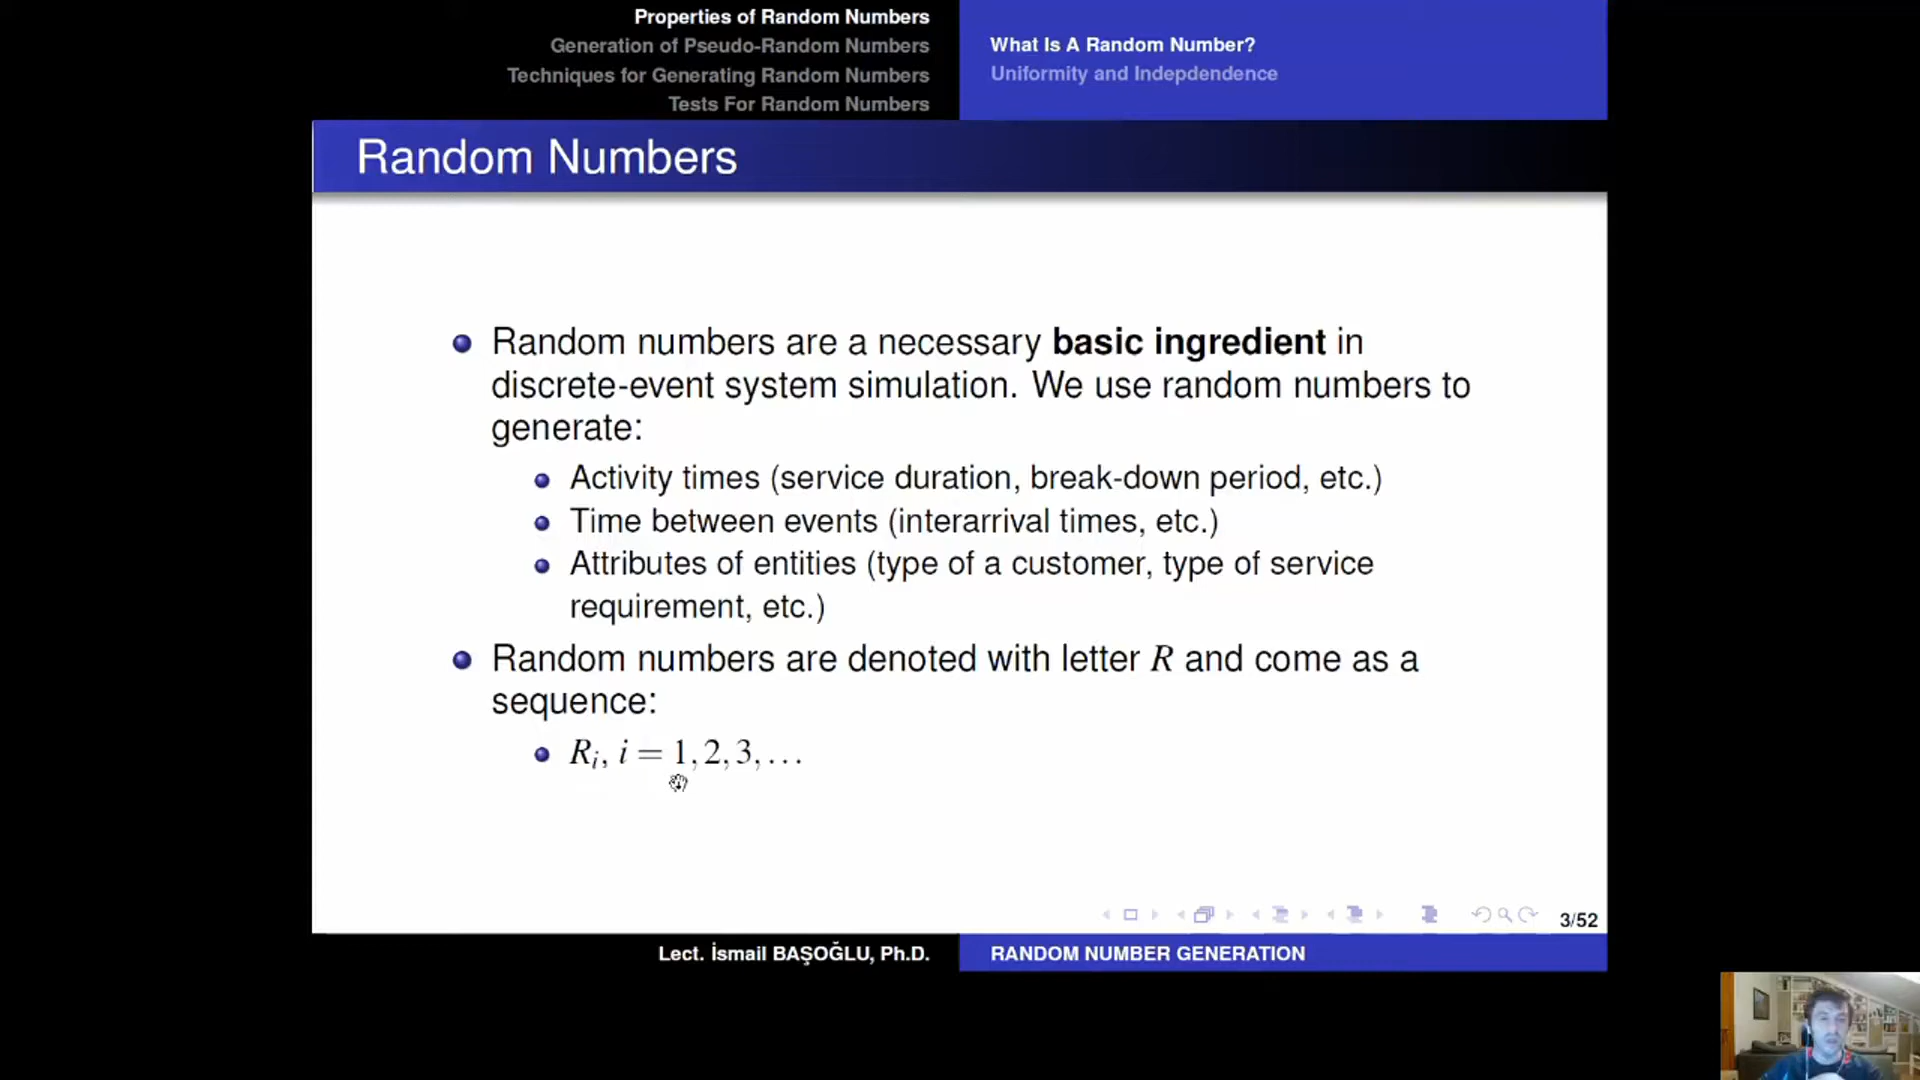 Properties of Random Numbers
Generation of Pseudo-Random Numbers
Techniques for Generating Random Numbers
Tests For Random Numbers
What Is A Random Number?
Uniformity and Indepdendence
Random Numbers
Random numbers are a necessary basic ingredient in
discrete-event system simulation. We use random numbers to
generate:
Activity times (service duration, break-down period, etc.)
Time between events (interarrival times, etc.)
Attributes of entities (type of a customer, type of service
requirement, etc.)
Random numbers are denoted with letter R and come as a
sequence:
Rᵢ, i = 1, 2, 3, . . .
3/52
Lect. İsmail BAŞOĞLU, Ph.D.
RANDOM NUMBER GENERATION